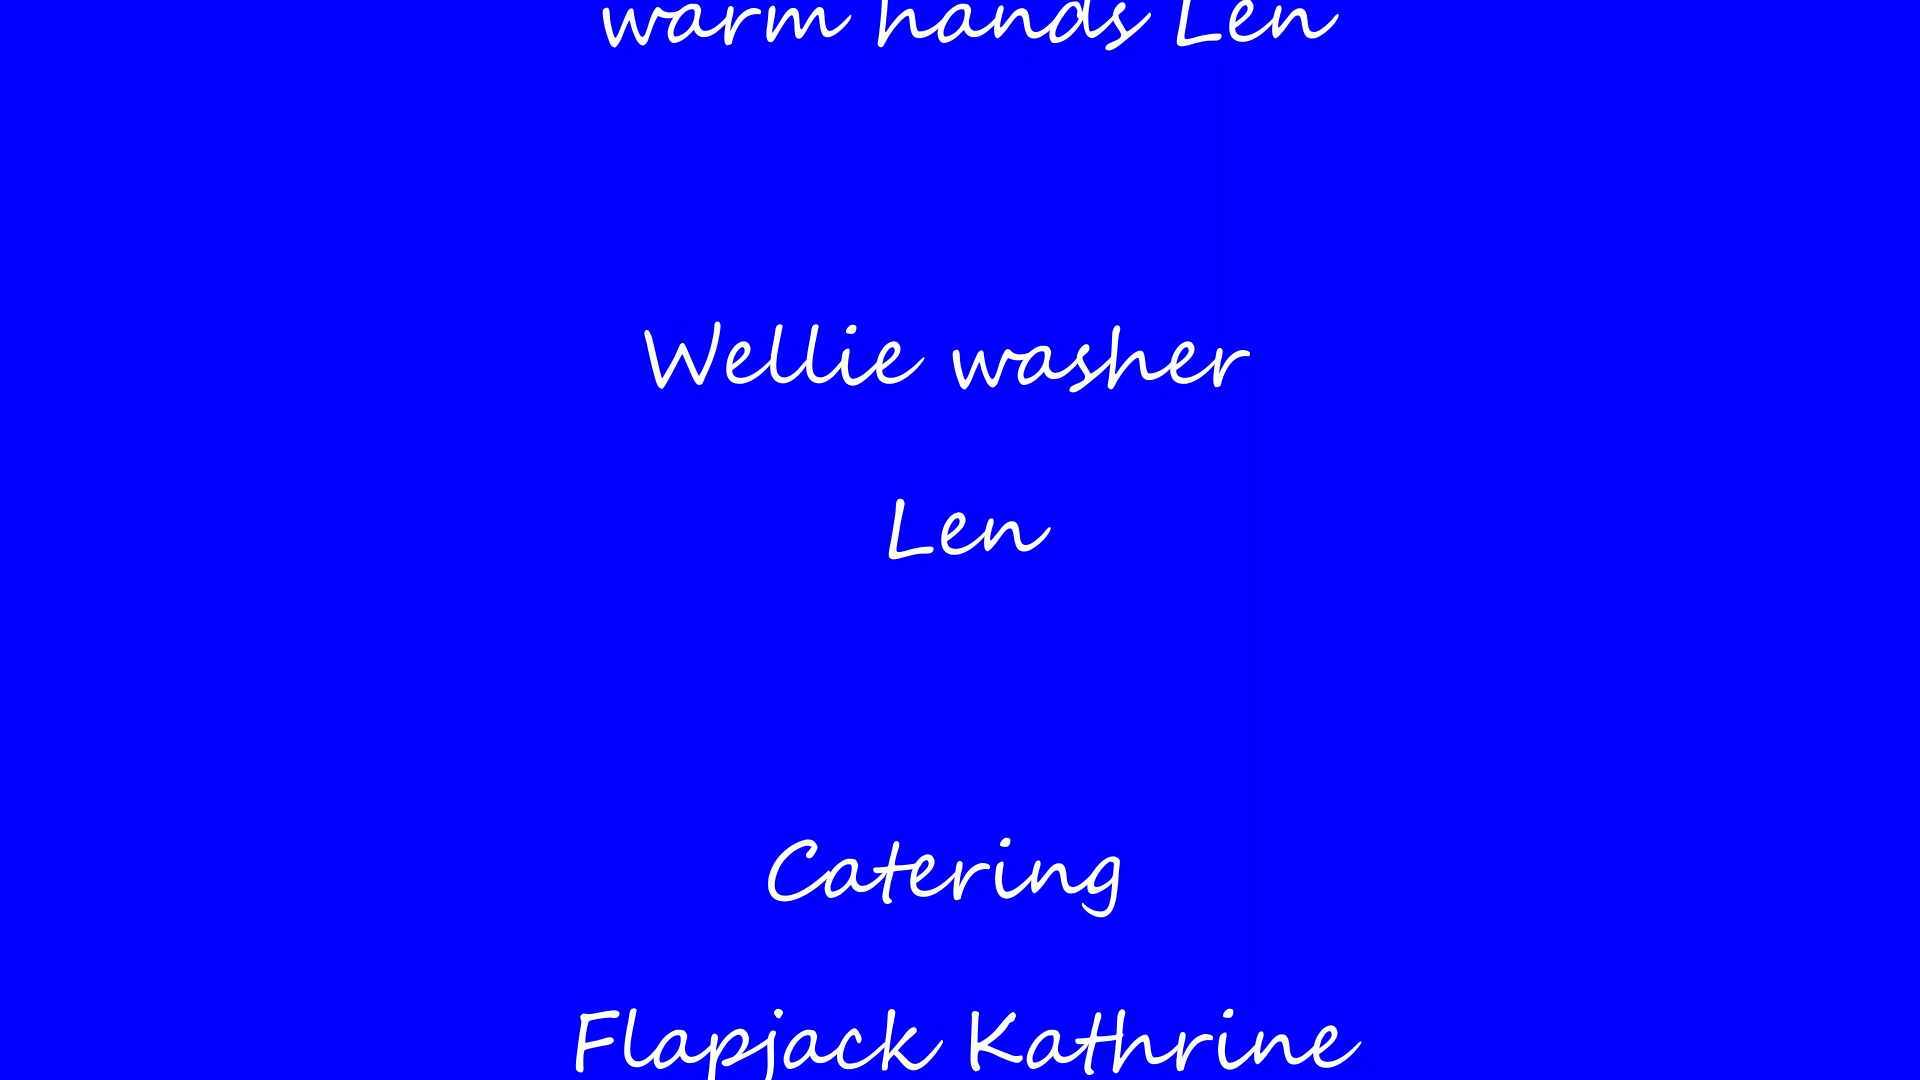 warm hands Len
Wellie washer
Len
Catering
Flapjack Kathrine